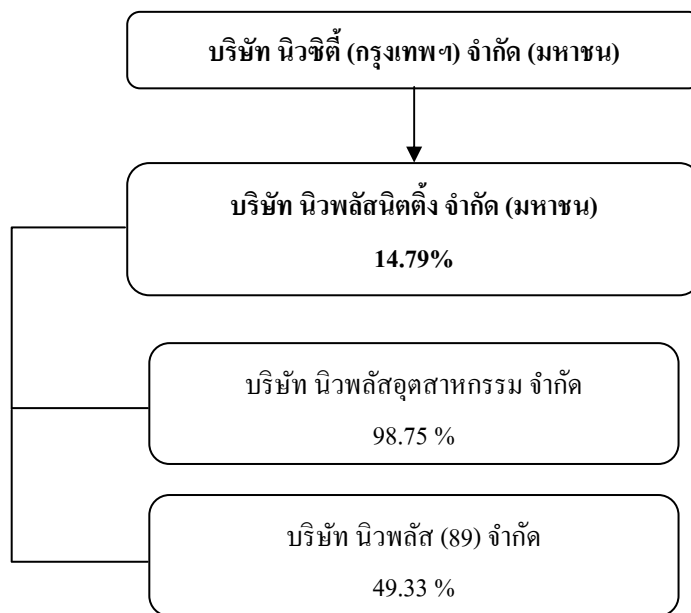 บริษัท นิวซิตี้ (กรุงเทพฯ) จำกัด (มหาชน)
บริษัท นิวพลัสนิตติ้ง จำกัด (มหาชน)
14.79%
บริษัท นิวพลัสอุตสาหกรรม จำกัด
98.75 %
บริษัท นิวพลัส (89) จำกัด
49.33 %